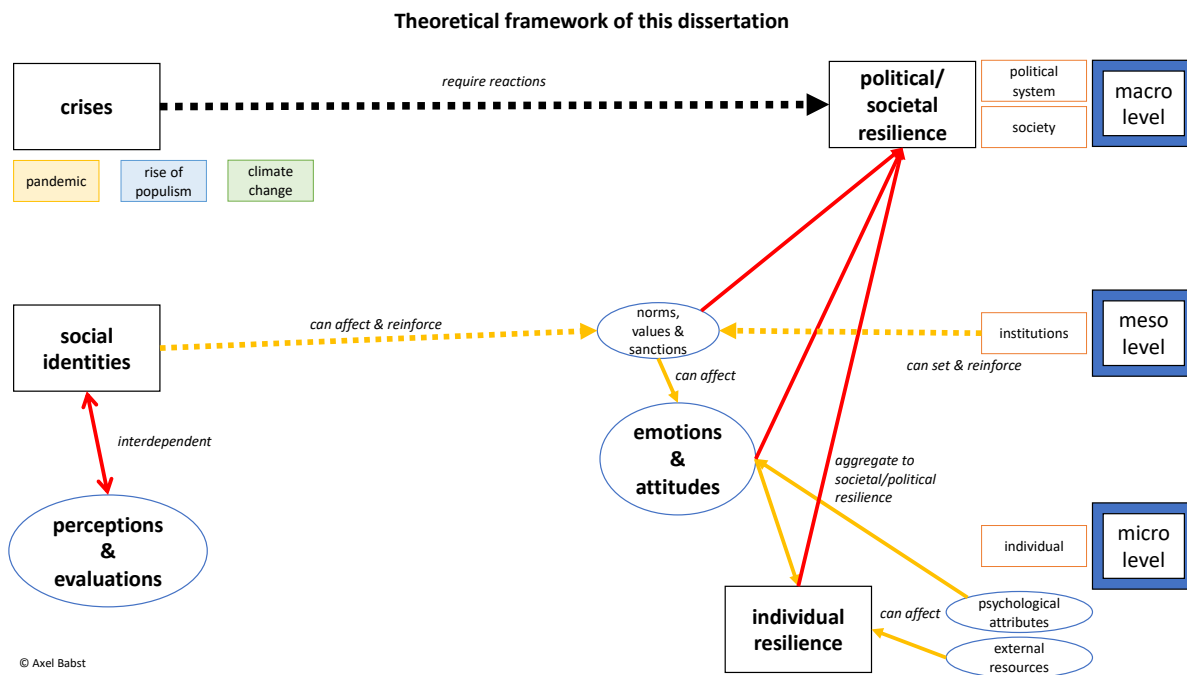 Theoretical framework of this dissertation
crises
require reactions
political/
societal
resilience
political
system
society
macro
level
pandemic
rise of
populism
climate
change
social
identities
can affect & reinforce
norms,
values &
sanctions
institutions
can set & reinforce
meso
level
can affect
interdependent
emotions
&
attitudes
aggregate to
societal/political
resilience
perceptions
&
evaluations
individual
micro
level
individual
resilience
can affect
psychological
attributes
external
resources
© Axel Babst